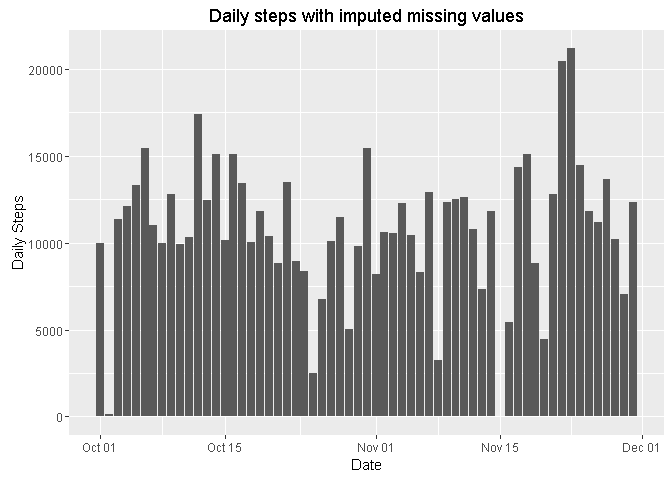 Daily steps with imputed missing values
20000
15000
10000
5000
0
Daily Steps
Oct 01
Oct 15
Nov 01
Nov 15
Dec 01
Date